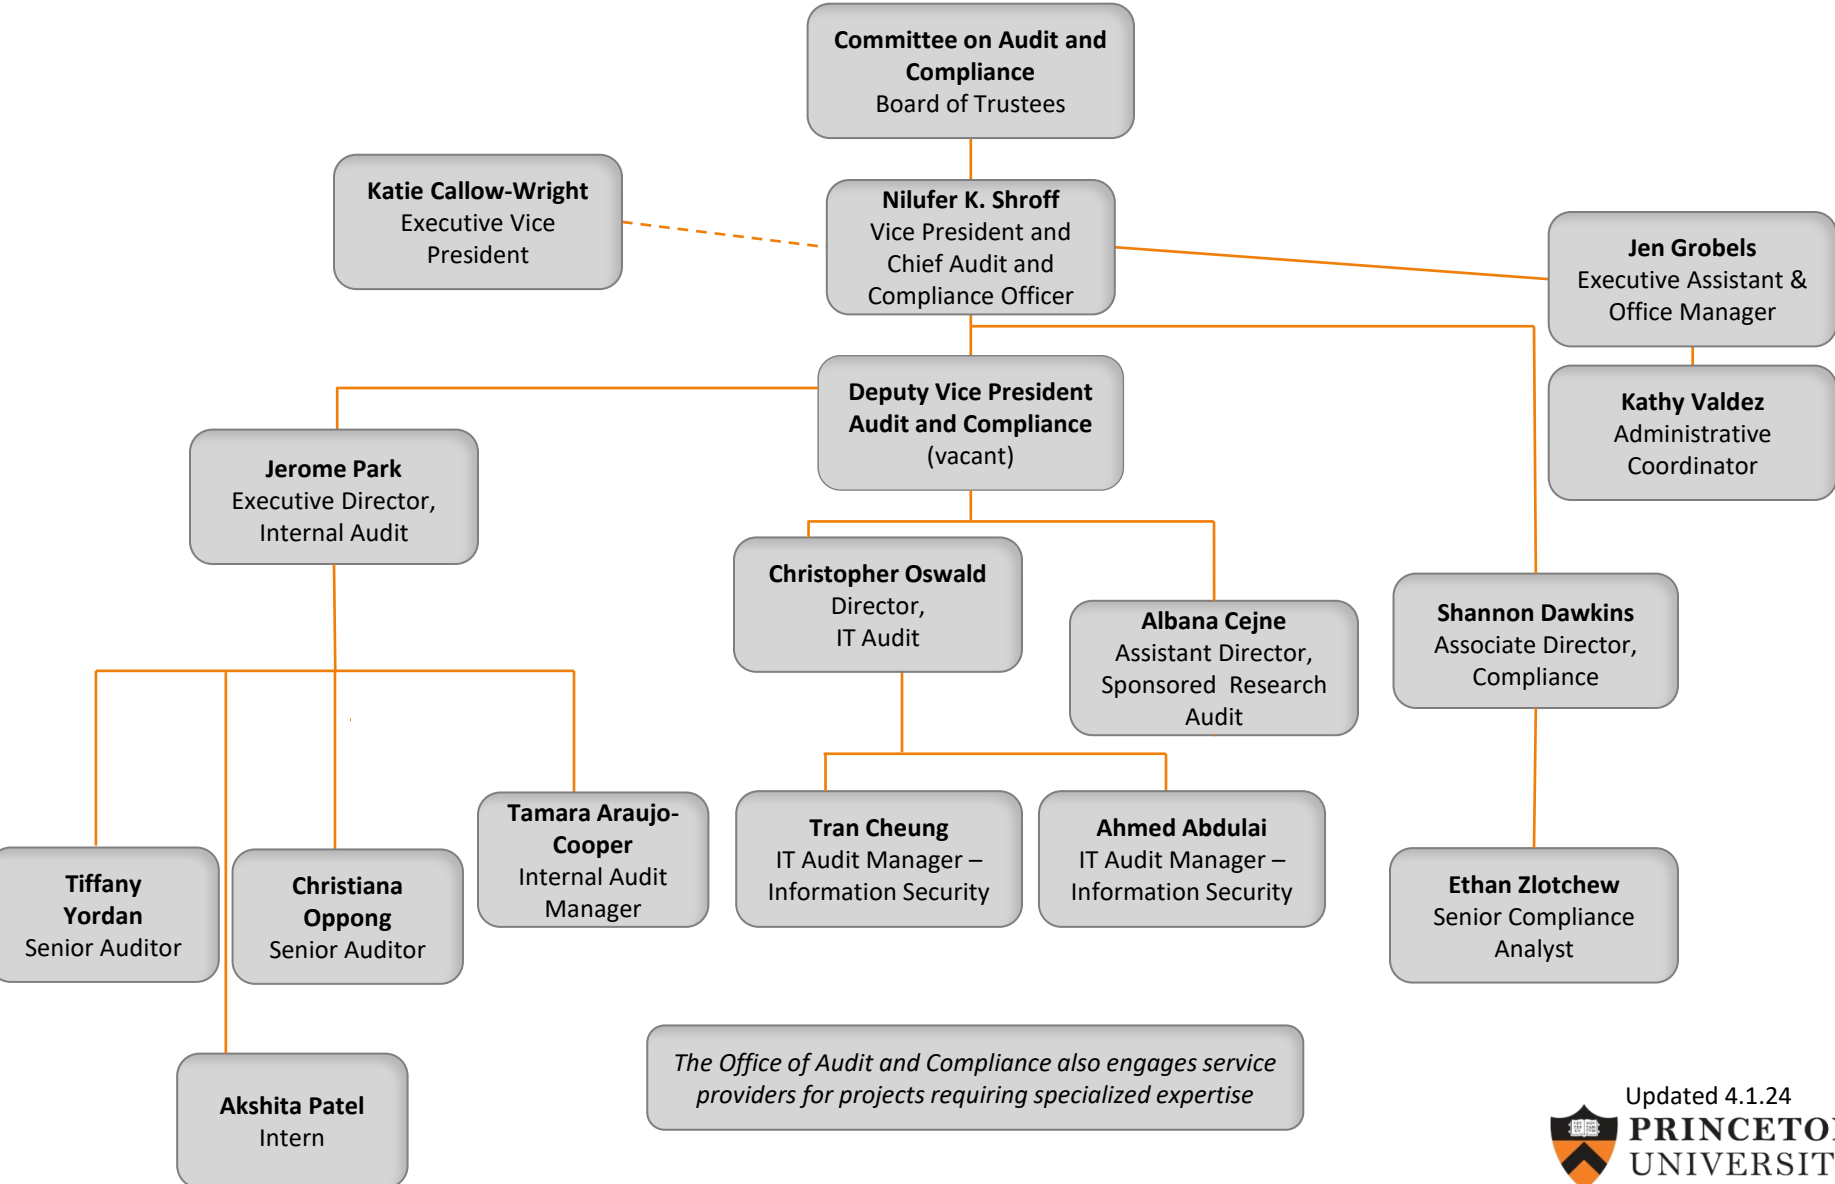 Committee on Audit and
Compliance
Board of Trustees
Katie Callow-Wright
Executive Vice
President
Nilufer K. Shroff
Vice President and
Chief Audit and
Compliance Officer
Jen Grobels
Executive Assistant &
Office Manager
Deputy Vice President
Audit and Compliance
(vacant)
Kathy Valdez
Administrative
Coordinator
Jerome Park
Executive Director,
Internal Audit
Christopher Oswald
Director,
IT Audit
Albana Cejne
Assistant Director,
Sponsored  Research
Audit
Shannon Dawkins
Associate Director,
Compliance
Tiffany
Yordan
Senior Auditor
Christiana
Oppong
Senior Auditor
Tamara Araujo-
Cooper
Internal Audit
Manager
Tran Cheung
IT Audit Manager –
Information Security
Ahmed Abdulai
IT Audit Manager –
Information Security
Ethan Zlotchew
Senior Compliance
Analyst
Akshita Patel
Intern
The Office of Audit and Compliance also engages service
providers for projects requiring specialized expertise
Updated 4.1.24
PRINCETON
UNIVERSIT